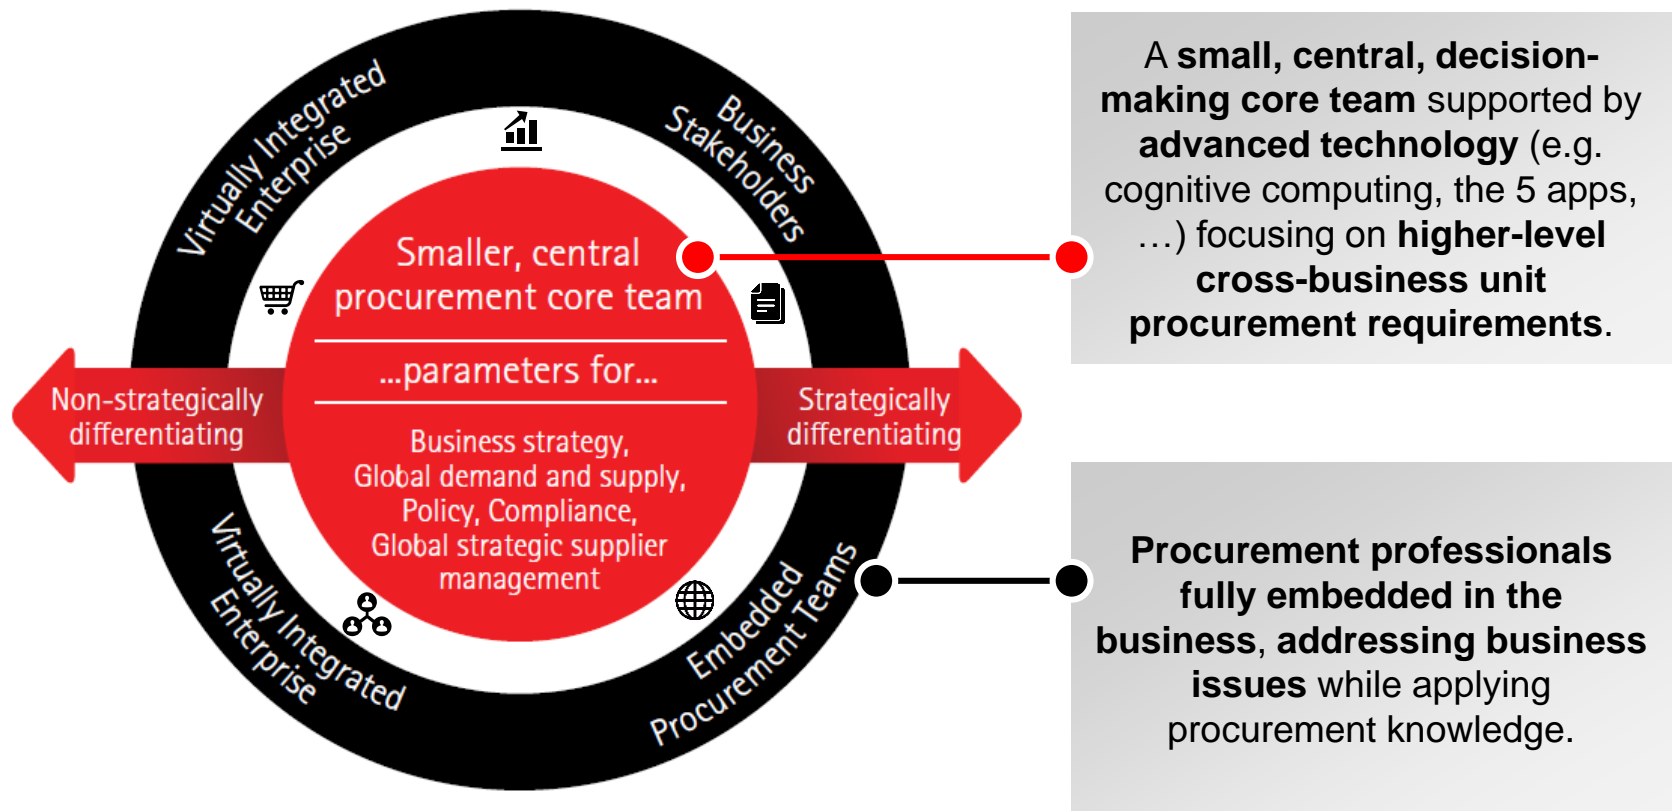 Virtually Integrated
Enterprise
Business
Stakeholders
Smaller, central
procurement core team
...parameters for...
Non-strategically
differentiating
Strategically
differentiating
Business strategy,
Global demand and supply,
Policy, Compliance,
Global strategic supplier
management
Virtually Integrated
Enterprise
Embedded
Procurement Teams
A small, central, decision-
making core team supported by
advanced technology (e.g.
cognitive computing, the 5 apps,
…) focusing on higher-level
cross-business unit
procurement requirements.
Procurement professionals
fully embedded in the
business, addressing business
issues while applying
procurement knowledge.